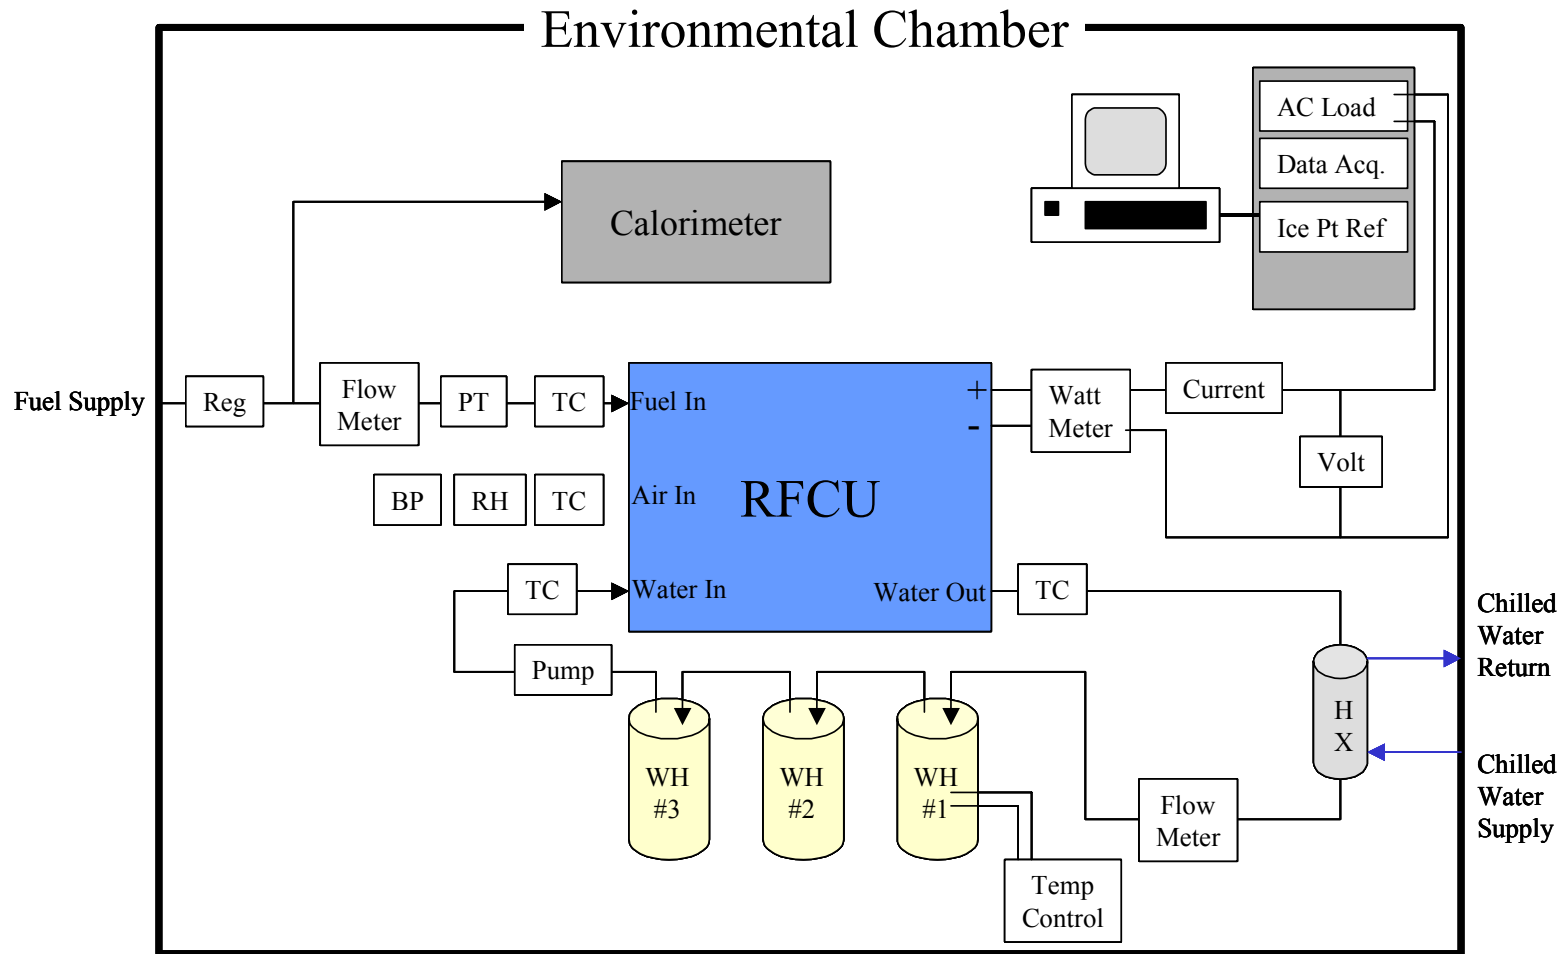 Environmental Chamber
AC Load
Data Acq.
Ice Pt Ref
Calorimeter
Fuel Supply
Reg
Flow
Meter
PT
TC
Fuel In
+
-
Watt
Meter
Current
Volt
BP
RH
TC
Air In
RFCU
TC
Water In
Water Out
TC
Chilled
Water
Return
Pump
H
X
WH
#3
WH
#2
WH
#1
Flow
Meter
Chilled
Water
Supply
Temp
Control